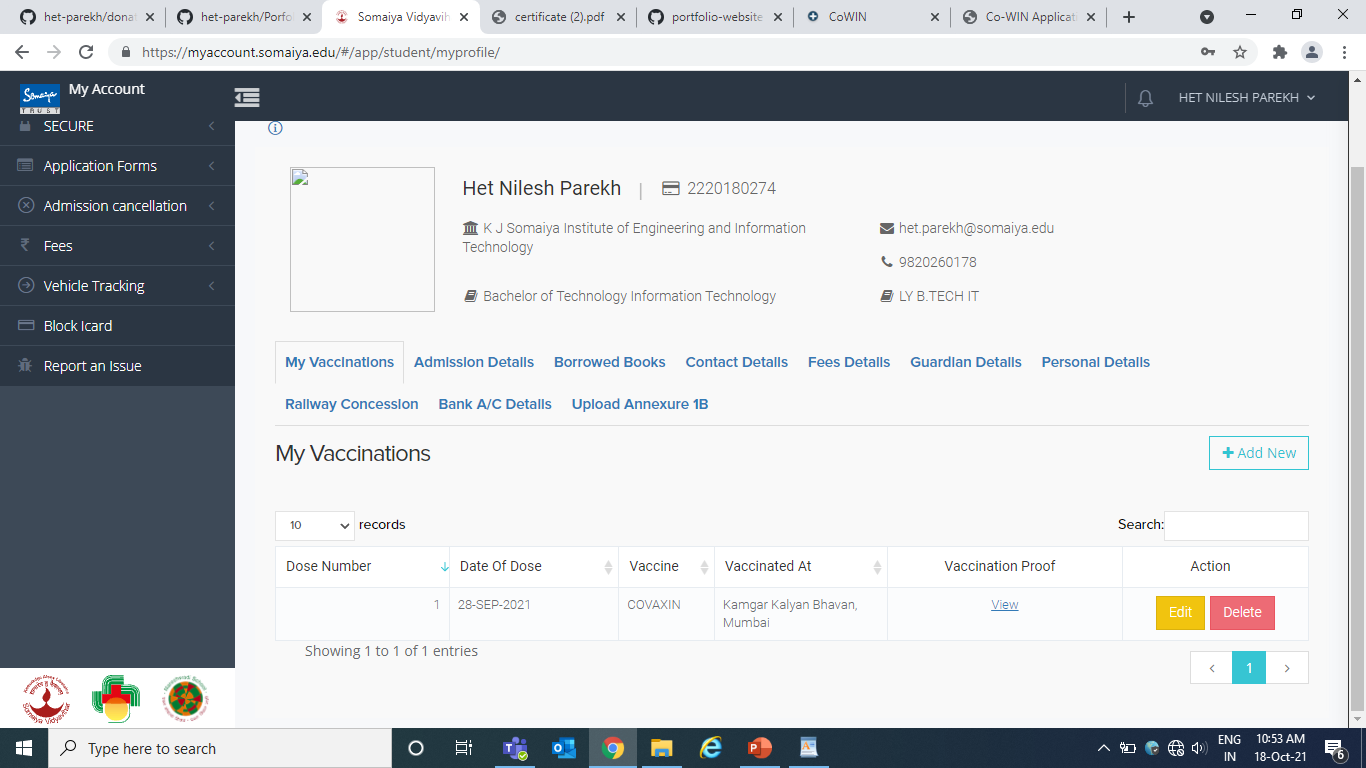 het-parekh/donat
het-parekh/Porfo
Somaiya Vidyavih
certificate (2).pdf
portfolio-website
CoWIN
Co-WIN Applicat
https://myaccount.somaiya.edu/#/app/student/myprofile/
Somaiya
TRUST
My Account
HET NILESH PAREKH
SECURE
Application Forms
Admission cancellation
Fees
Vehicle Tracking
Block Icard
Report an Issue
Het Nilesh Parekh | 2220180274
K J Somaiya Institute of Engineering and Information
Technology
het.parekh@somaiya.edu
9820260178
Bachelor of Technology Information Technology
LY B.TECH IT
My Vaccinations Admission Details Borrowed Books Contact Details Fees Details Guardian Details Personal Details
Railway Concession Bank A/C Details Upload Annexure 1B
My Vaccinations
+ Add New
10 records
Search:
Dose Number Date Of Dose Vaccine Vaccinated At Vaccination Proof Action
1 28-SEP-2021 COVAXIN Kamgar Kalyan Bhavan,
Mumbai
View Edit Delete
Showing 1 to 1 of 1 entries
< 1 >
Type here to search
ENG
IN
10:53 AM
18-Oct-21
6